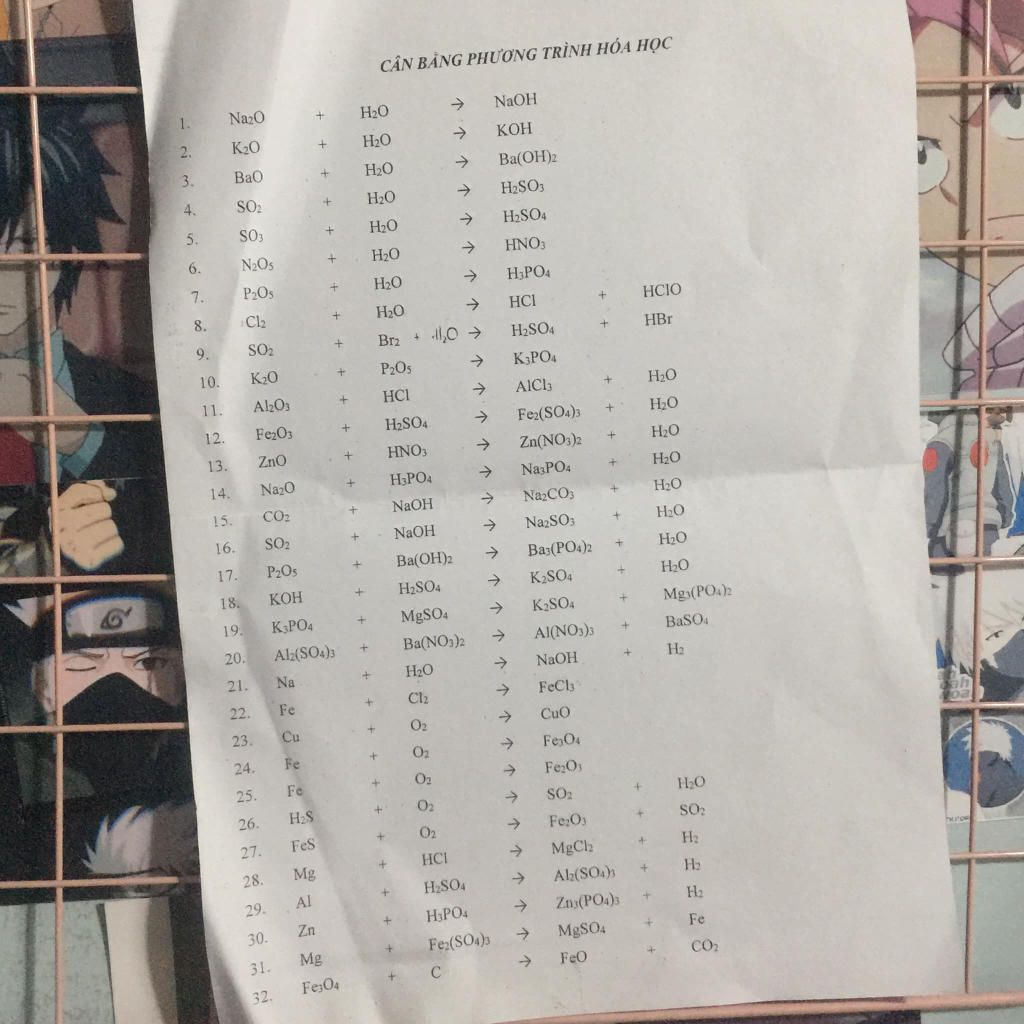 CÂN BẰNG PHƯƠNG TRÌNH HÓA HỌC
1. Na₂O + H₂O → NaOH
2. K₂O + H₂O → KOH
3. BaO + H₂O → Ba(OH)₂
4. SO₂ + H₂O → H₂SO₃
5. SO₃ + H₂O → H₂SO₄
6. N₂O₅ + H₂O → HNO₃
7. P₂O₅ + H₂O → H₃PO₄
8. Cl₂ + H₂O → HCl + HClO
9. SO₂ + Br₂ + H₂O → H₂SO₄ + HBr
10. K₂O + P₂O₅ → K₃PO₄
11. Al₂O₃ + HCl → AlCl₃ + H₂O
12. Fe₂O₃ + H₂SO₄ → Fe₂(SO₄)₃ + H₂O
13. ZnO + HNO₃ → Zn(NO₃)₂ + H₂O
14. Na₂O + H₃PO₄ → Na₃PO₄ + H₂O
15. CO₂ + NaOH → Na₂CO₃ + H₂O
16. SO₂ + NaOH → Na₂SO₃ + H₂O
17. P₂O₅ + Ba(OH)₂ → Ba₃(PO₄)₂ + H₂O
18. KOH + H₂SO₄ → K₂SO₄ + H₂O
19. K₃PO₄ + MgSO₄ → K₂SO₄ + Mg₃(PO₄)₂
20. Al₂(SO₄)₃ + Ba(NO₃)₂ → Al(NO₃)₃ + BaSO₄
21. Na + H₂O → NaOH + H₂
22. Fe + Cl₂ → FeCl₃
23. Cu + O₂ → CuO
24. Fe + O₂ → Fe₃O₄
25. Fe + O₂ → Fe₂O₃
26. H₂S + O₂ → SO₂ + H₂O
27. FeS + O₂ → Fe₂O₃ + SO₂
28. Mg + HCl → MgCl₂ + H₂
29. Al + H₂SO₄ → Al₂(SO₄)₃ + H₂
30. Zn + H₃PO₄ → Zn₃(PO₄)₃ + H₂
31. Mg + Fe₂(SO₄)₃ → MgSO₄ + Fe
32. Fe₃O₄ + C → FeO + CO₂